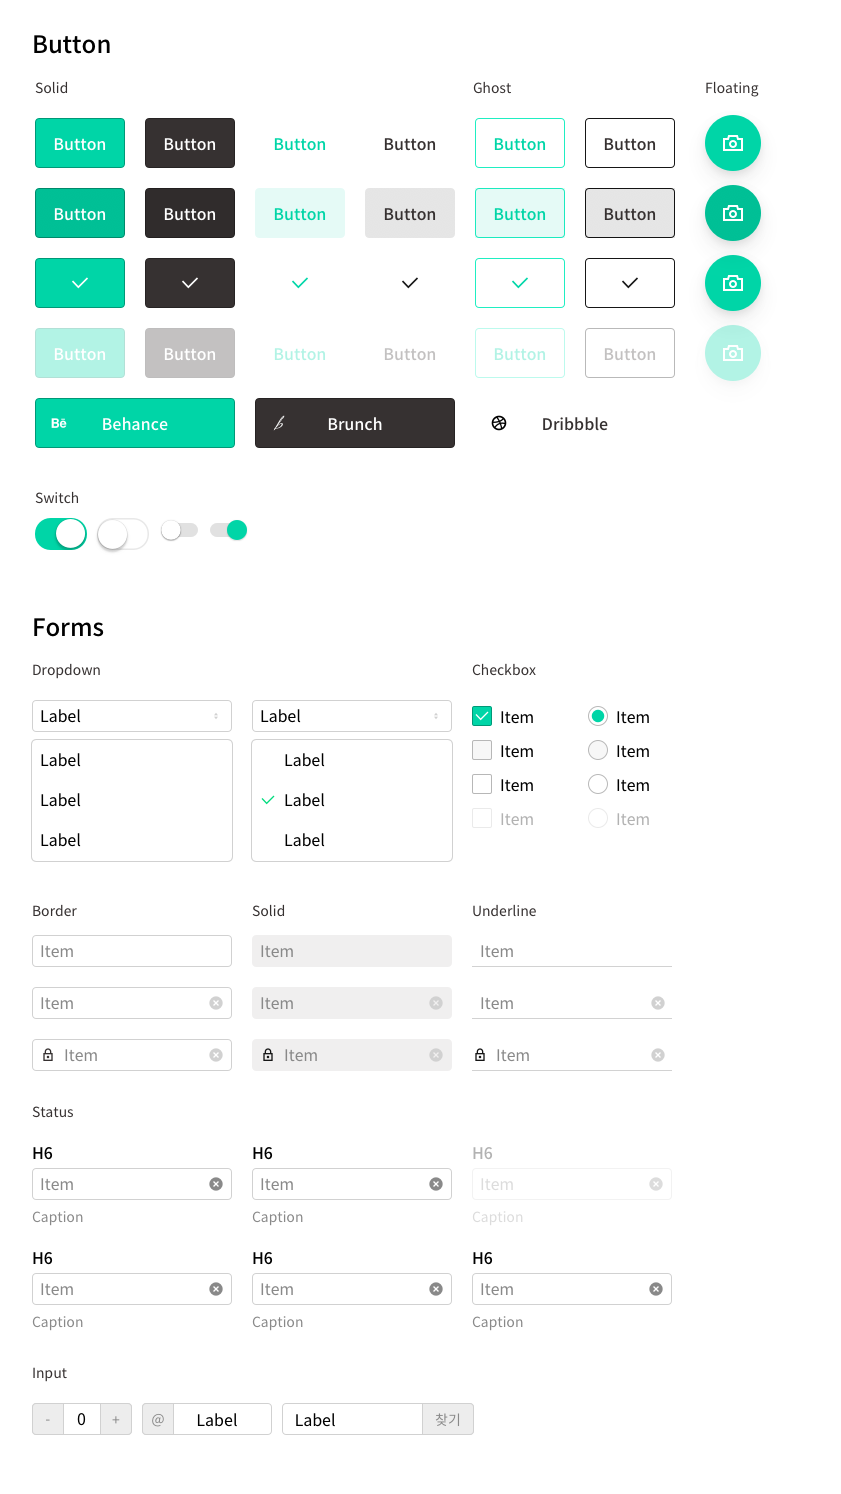 Button
Solid Ghost Floating
Button Button Button Button Button Button
Button Button Button Button Button Button
Button Button Button Button Button Button
Bē Behance Brunch Dribbble
Switch
Forms
Dropdown Checkbox
Label Label Item Item
Label Label Item Item
Label Label Item Item
Label Label Item Item
Border Solid Underline
Item Item Item
Item Item Item
Item Item Item
Status
H6 H6 H6
Item Item Item
Caption Caption Caption
H6 H6 H6
Item Item Item
Caption Caption Caption
Input
- 0 + @ Label Label 찾기